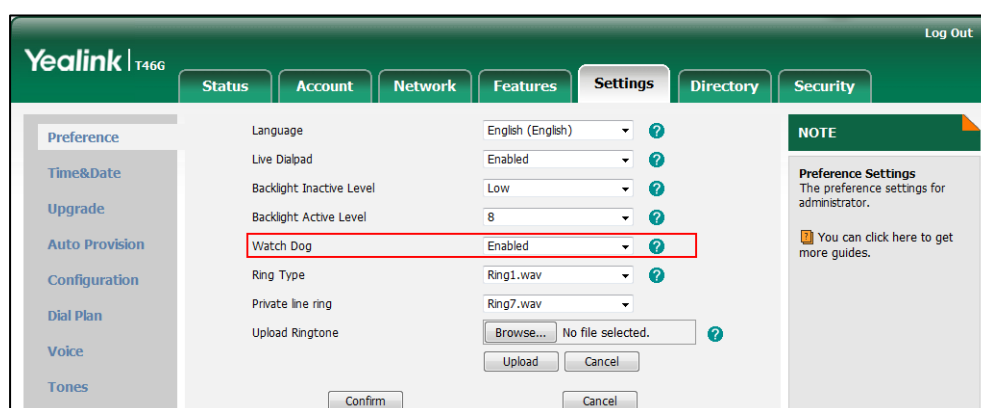 Log Out
Yealink T46G
Status Account Network Features Settings Directory Security
Preference
Time&Date
Upgrade
Auto Provision
Configuration
Dial Plan
Voice
Tones
Language English (English) ?
Live Dialpad Enabled ?
Backlight Inactive Level Low ?
Backlight Active Level 8 ?
Watch Dog Enabled ?
Ring Type Ring1.wav ?
Private line ring Ring7.wav
Upload Ringtone Browse... No file selected. ?
Upload Cancel
Confirm Cancel
NOTE
Preference Settings
The preference settings for
administrator.
? You can click here to get
more guides.